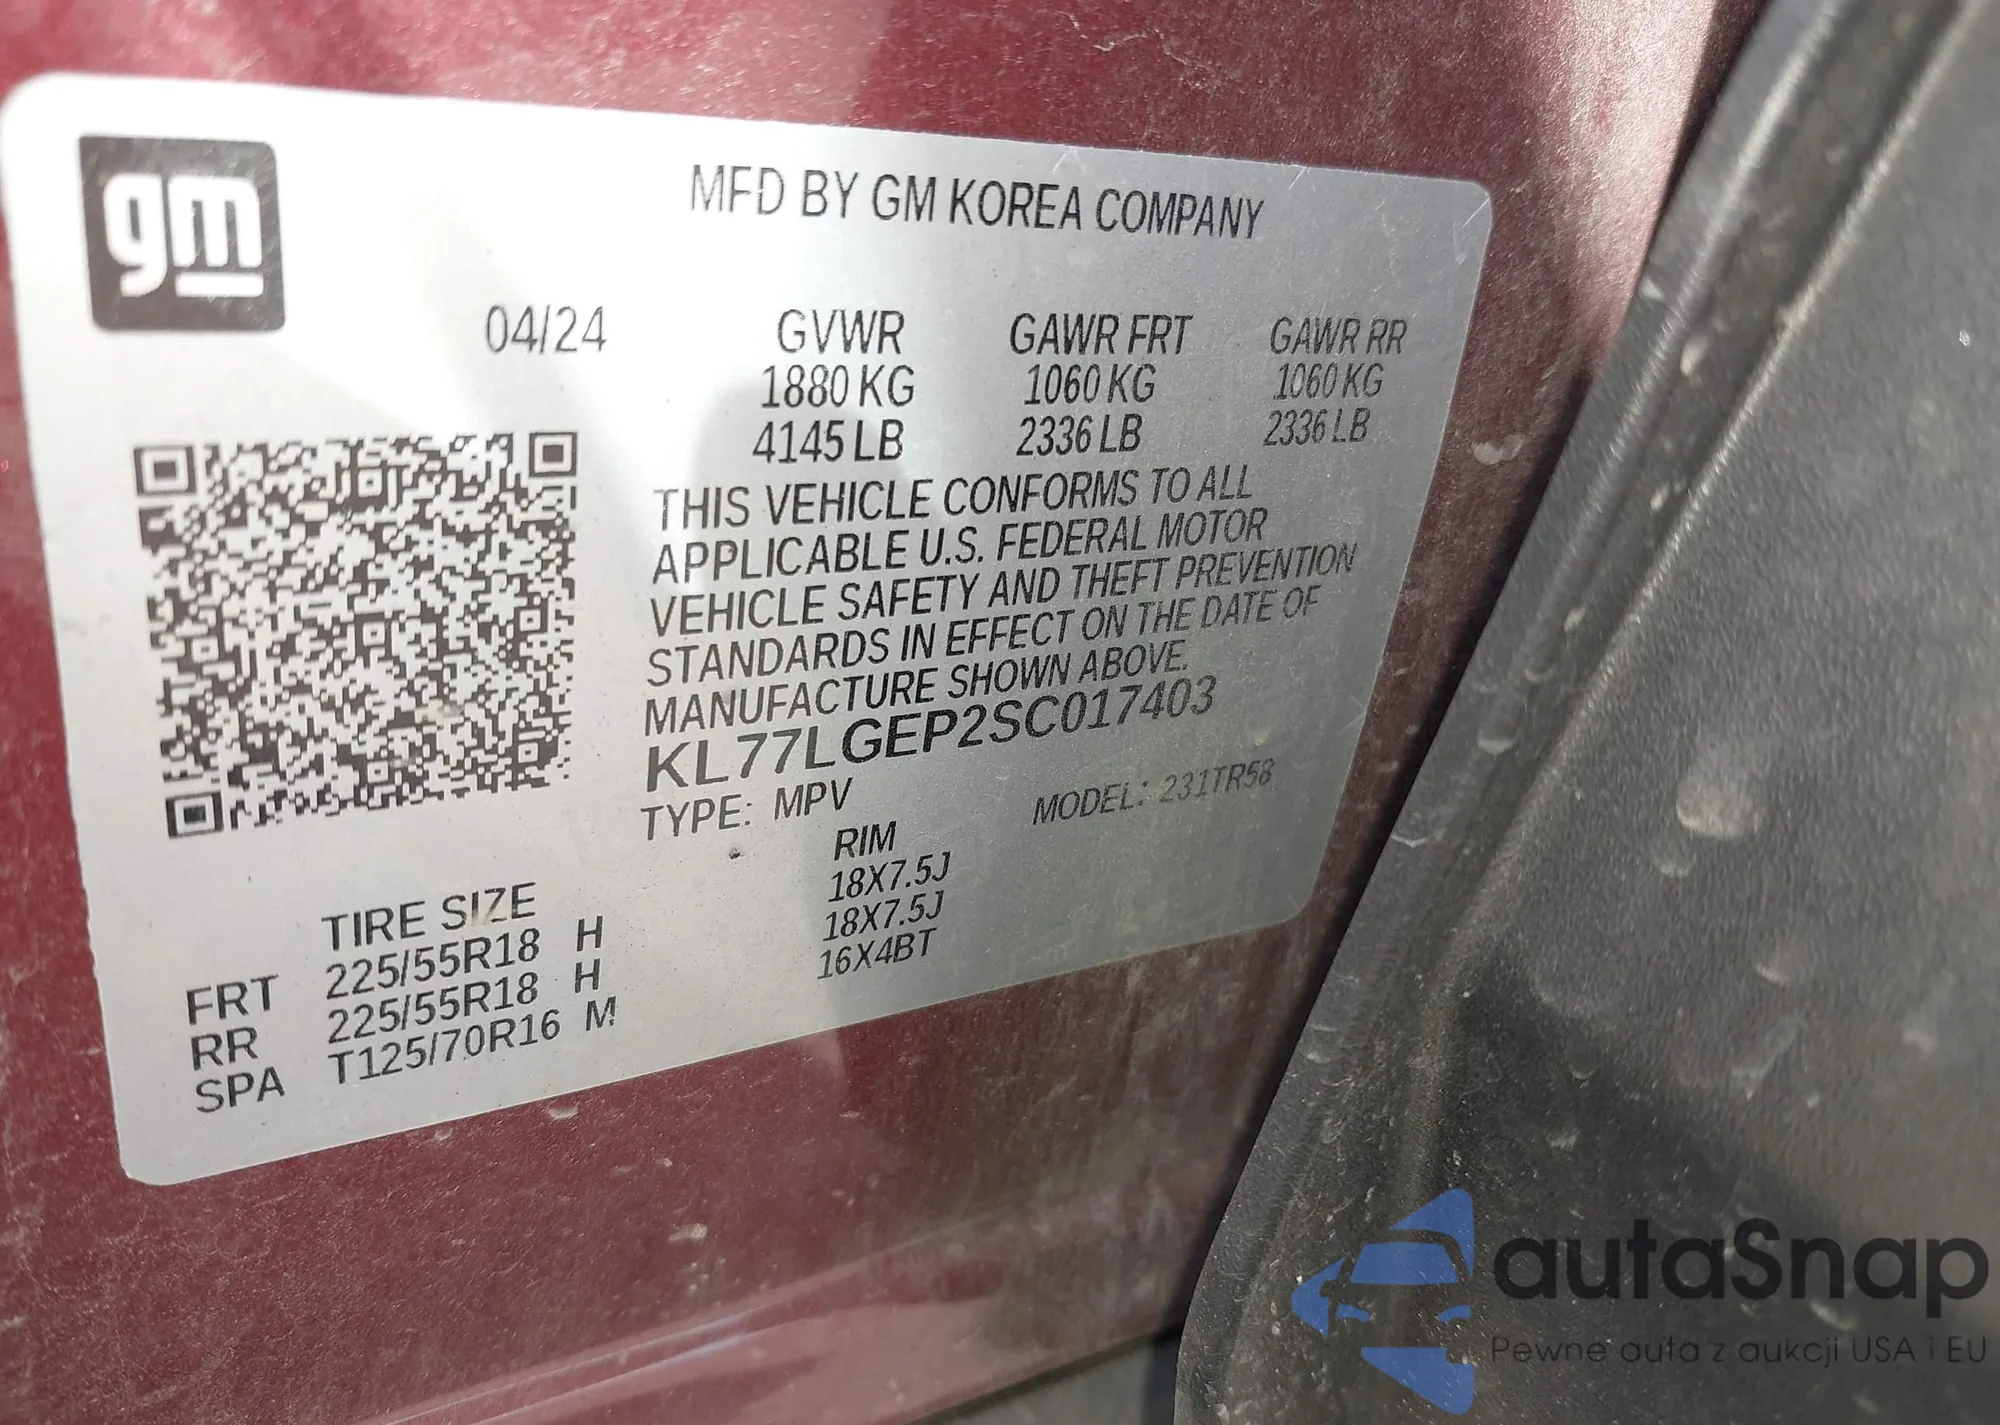 gm
MFD BY GM KOREA COMPANY
04/24 GVWR GAWR FRT GAWR RR
1880 KG 1060 KG 1060 KG
4145 LB 2336 LB 2336 LB
THIS VEHICLE CONFORMS TO ALL
APPLICABLE U.S. FEDERAL MOTOR
VEHICLE SAFETY AND THEFT PREVENTION
STANDARDS IN EFFECT ON THE DATE OF
MANUFACTURE SHOWN ABOVE.
KL77LGEP2SC017403
TYPE: MPV MODEL: 231TR58
TIRE SIZE RIM
FRT 225/55R18 H 18X7.5J
RR 225/55R18 H 18X7.5J
SPA T125/70R16 M 16X4BT
autaSnap
Pewne auta z aukcji USA i EU